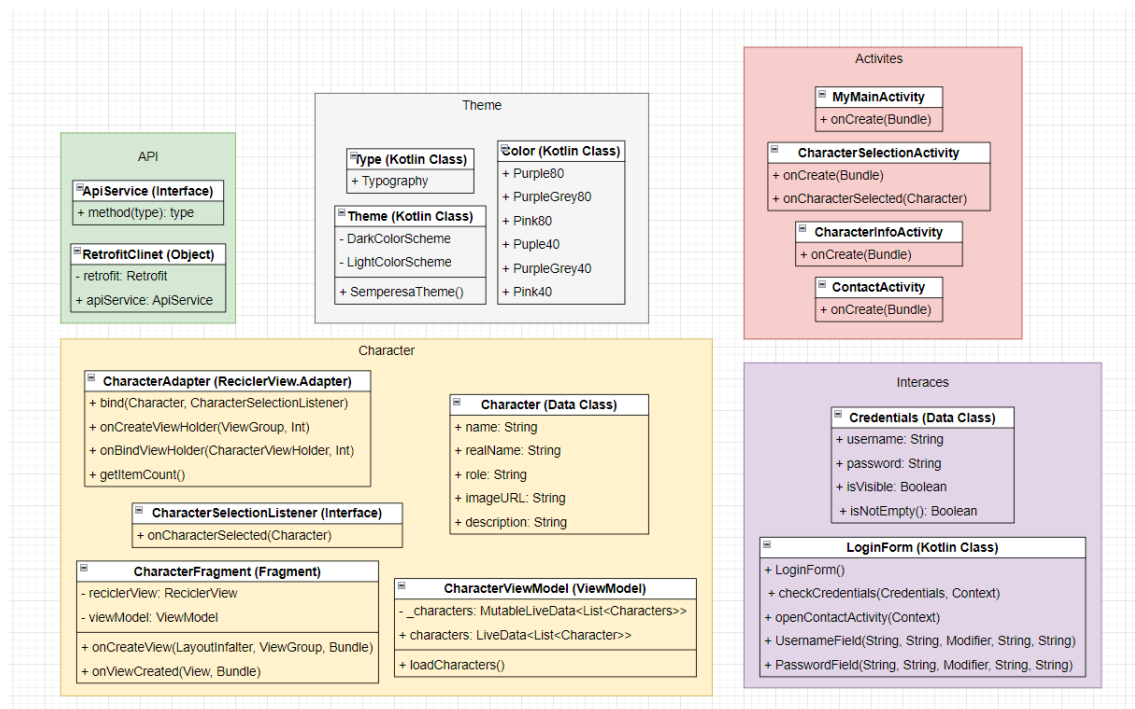 API
ApiService (Interface)
+ method(type): type
RetrofitClinet (Object)
- retrofit: Retrofit
+ apiService: ApiService
Theme
Type (Kotlin Class)
+ Typography
Theme (Kotlin Class)
- DarkColorScheme
- LightColorScheme
+ SemperesaTheme()
Color (Kotlin Class)
+ Purple80
+ PurpleGrey80
+ Pink80
+ Puple40
+ PurpleGrey40
+ Pink40
Activites
MyMainActivity
+ onCreate(Bundle)
CharacterSelectionActivity
+ onCreate(Bundle)
+ onCharacterSelected(Character)
CharacterInfoActivity
+ onCreate(Bundle)
ContactActivity
+ onCreate(Bundle)
Character
CharacterAdapter (ReciclerView.Adapter)
+ bind(Character, CharacterSelectionListener)
+ onCreateViewHolder(ViewGroup, Int)
+ onBindViewHolder(CharacterViewHolder, Int)
+ getItemCount()
CharacterSelectionListener (Interface)
+ onCharacterSelected(Character)
CharacterFragment (Fragment)
- reciclerView: ReciclerView
- viewModel: ViewModel
+ onCreateView(LayoutInfalter, ViewGroup, Bundle)
+ onViewCreated(View, Bundle)
Character (Data Class)
+ name: String
+ realName: String
+ role: String
+ imageURL: String
+ description: String
CharacterViewModel (ViewModel)
- _characters: MutableLiveData<List<Characters>>
+ characters: LiveData<List<Character>>
+ loadCharacters()
Interaces
Credentials (Data Class)
+ username: String
+ password: String
+ isVisible: Boolean
+ isNotEmpty(): Boolean
LoginForm (Kotlin Class)
+ LoginForm()
+ checkCredentials(Credentials, Context)
+ openContactActivity(Context)
+ UsernameField(String, String, Modifier, String, String)
+ PasswordField(String, String, Modifier, String, String)